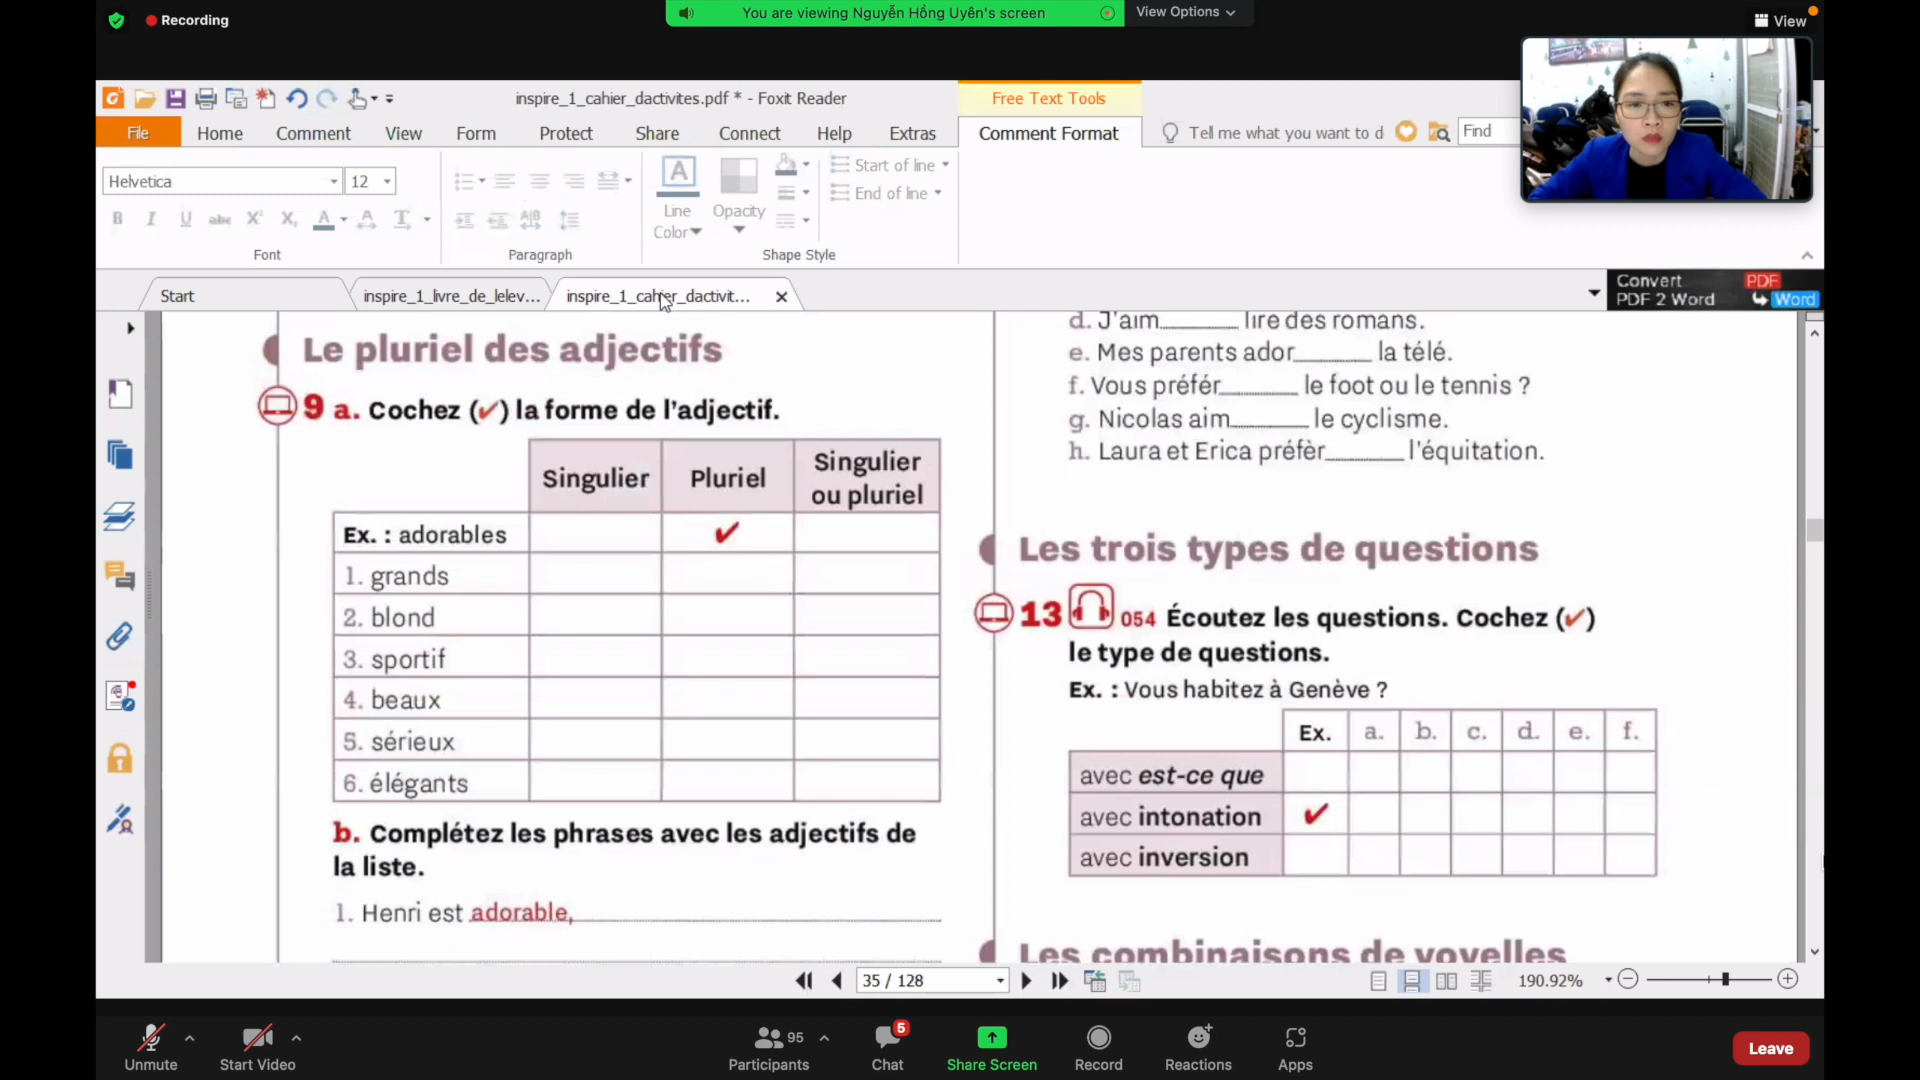 Recording
You are viewing Nguyễn Hồng Uyên's screen
View Options
View
inspire_1_cahier_dactivites.pdf * - Foxit Reader
Free Text Tools
File
Home
Comment
View
Form
Protect
Share
Connect
Help
Extras
Comment Format
Tell me what you want to d
Find
Helvetica
12
Start of line
End of line
Line
Color
Opacity
Font
Paragraph
Shape Style
Start
inspire_1_livre_de_lelev...
inspire_1_cahier_dactivit...
Convert PDF
PDF 2 Word Word
Le pluriel des adjectifs
9 a. Cochez (✔) la forme de l'adjectif.
Singulier
Pluriel
Singulier
ou pluriel
Ex. : adorables ✔
1. grands
2. blond
3. sportif
4. beaux
5. sérieux
6. élégants
b. Complétez les phrases avec les adjectifs de
la liste.
1. Henri est adorable,
d. J'aim lire des romans.
e. Mes parents ador la télé.
f. Vous préfér le foot ou le tennis ?
g. Nicolas aim le cyclisme.
h. Laura et Erica préfèr l'équitation.
Les trois types de questions
13 054 Écoutez les questions. Cochez (✔)
le type de questions.
Ex. : Vous habitez à Genève ?
Ex. a. b. c. d. e. f.
avec est-ce que
avec intonation ✔
avec inversion
Les combinaisons de voyelles
35 / 128
190.92%
Unmute
Start Video
Participants
95
Chat
5
Share Screen
Record
Reactions
Apps
Leave